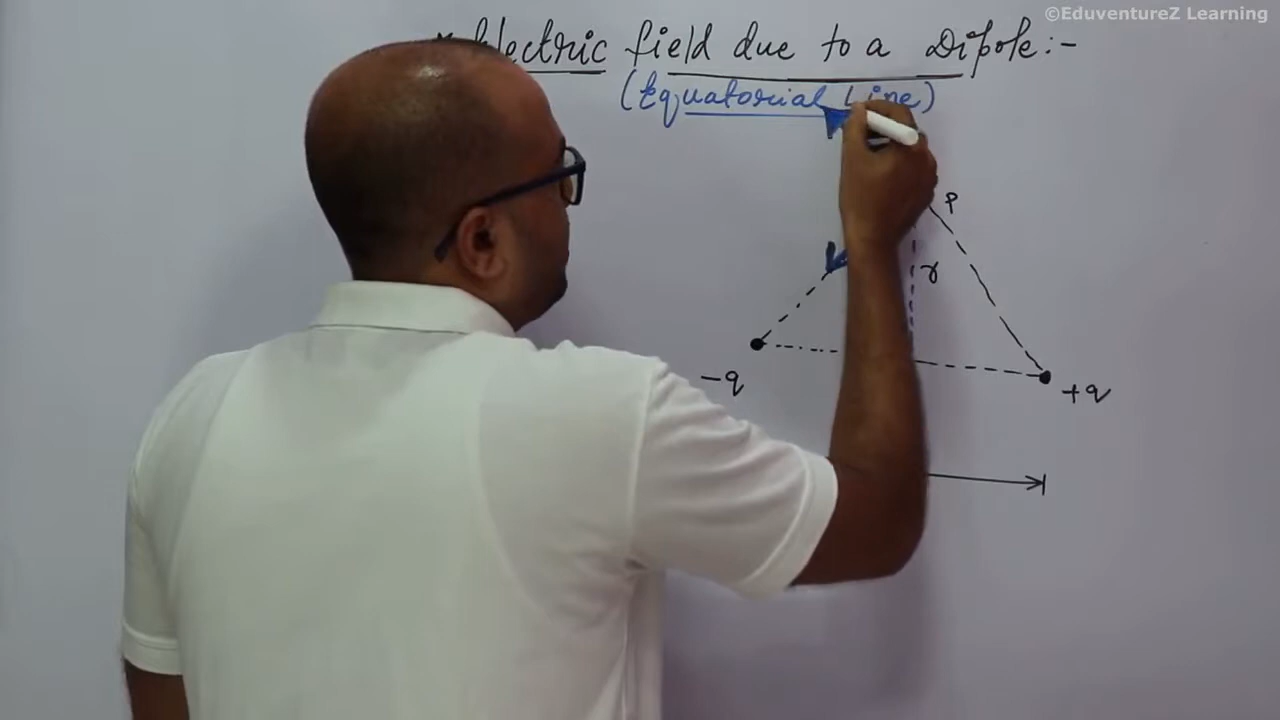 ©EduventureZ Learning
Electric field due to a Dipole:-
(Equatorial Line)
P
r
-q
+q